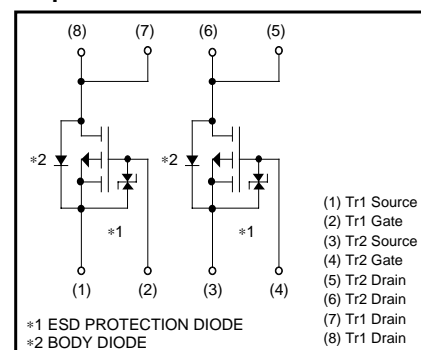 (8) (7) (6) (5)
∗2 ∗2
∗1 ∗1
(1) (2) (3) (4)
(1) Tr1 Source
(2) Tr1 Gate
(3) Tr2 Source
(4) Tr2 Gate
(5) Tr2 Drain
(6) Tr2 Drain
(7) Tr1 Drain
(8) Tr1 Drain
∗1 ESD PROTECTION DIODE
∗2 BODY DIODE